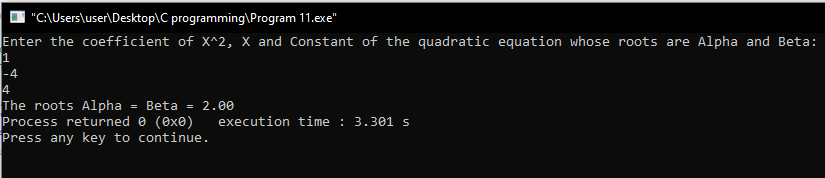 "C:\Users\user\Desktop\C programming\Program 11.exe"
Enter the coefficient of X^2, X and Constant of the quadratic equation whose roots are Alpha and Beta:
1
-4
4
The roots Alpha = Beta = 2.00
Process returned 0 (0x0)   execution time : 3.301 s
Press any key to continue.